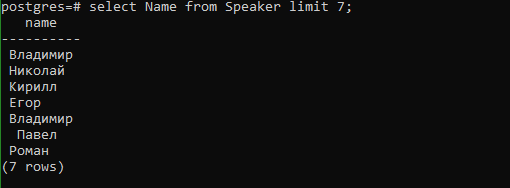 postgres=# select Name from Speaker limit 7;
name
----------
Владимир
Николай
Кирилл
Егор
Владимир
Павел
Роман
(7 rows)